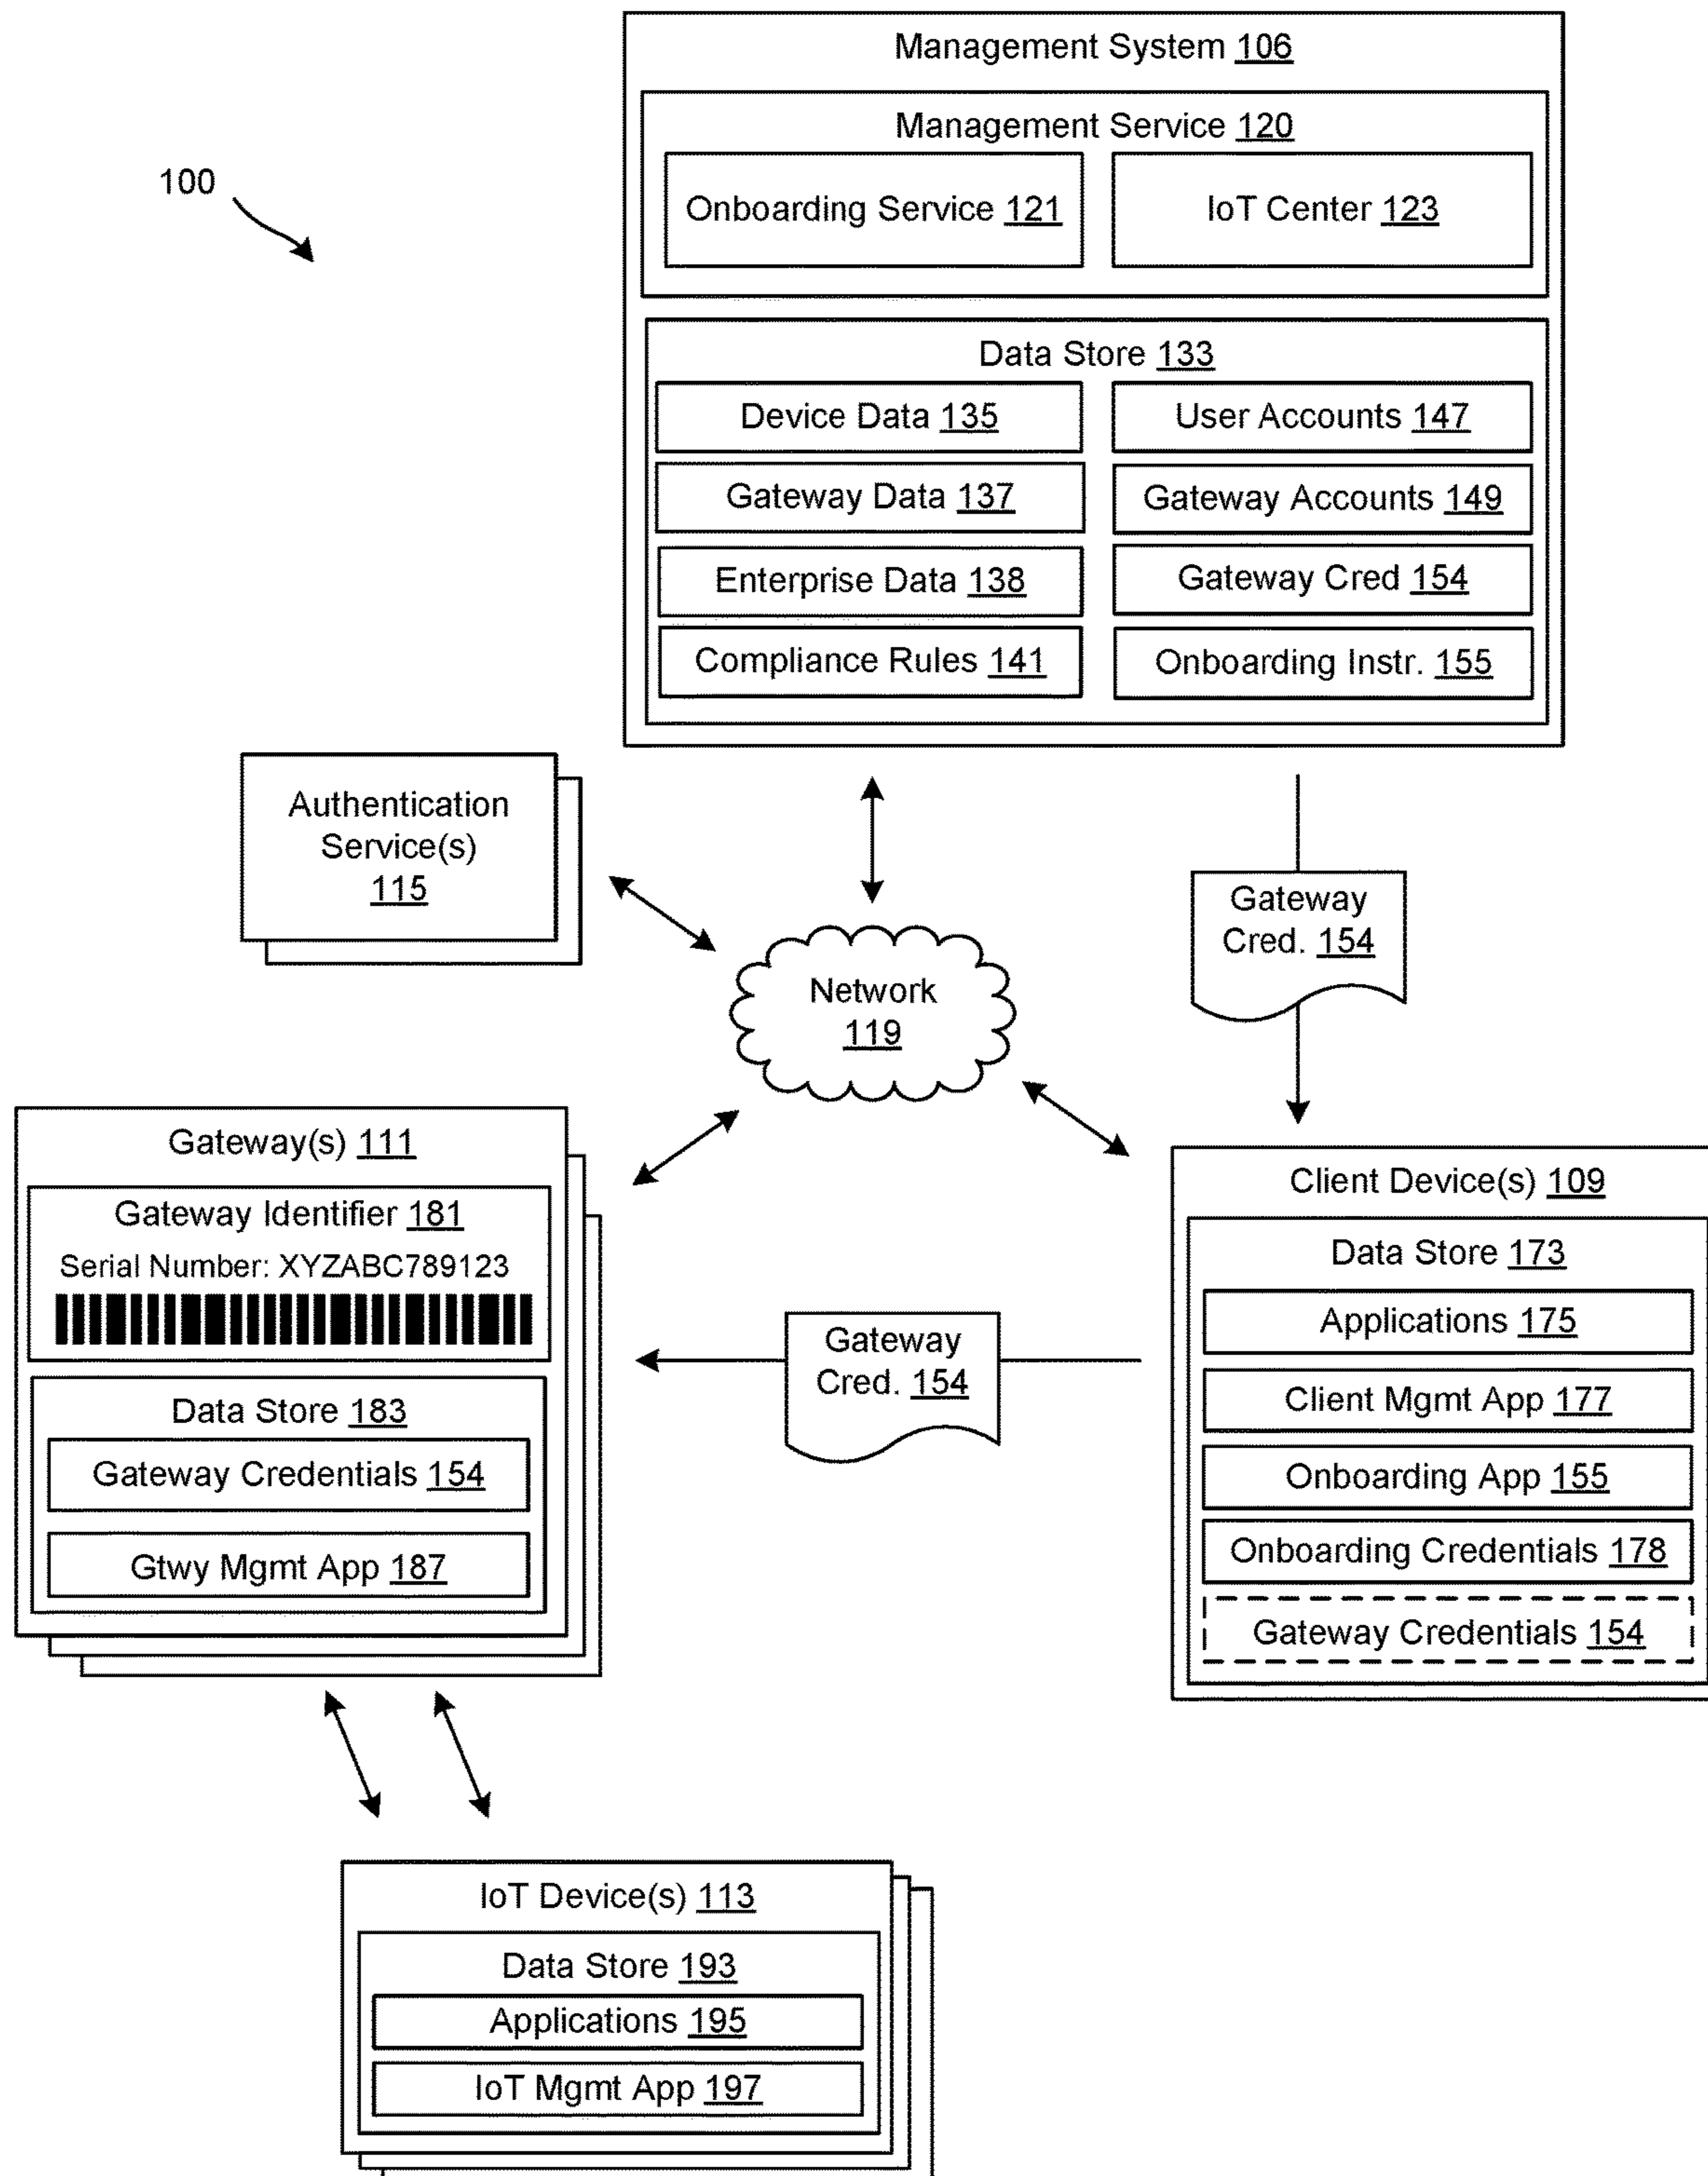 Management System 106
Management Service 120
100
Onboarding Service 121
IoT Center 123
Data Store 133
Device Data 135
User Accounts 147
Gateway Data 137
Gateway Accounts 149
Enterprise Data 138
Gateway Cred 154
Compliance Rules 141
Onboarding Instr. 155
Authentication
Service(s)
115
Gateway
Cred. 154
Network
119
Gateway(s) 111
Gateway Identifier 181
Serial Number: XYZABC789123
Data Store 183
Gateway Credentials 154
Gtwy Mgmt App 187
Gateway
Cred. 154
Client Device(s) 109
Data Store 173
Applications 175
Client Mgmt App 177
Onboarding App 155
Onboarding Credentials 178
Gateway Credentials 154
IoT Device(s) 113
Data Store 193
Applications 195
IoT Mgmt App 197